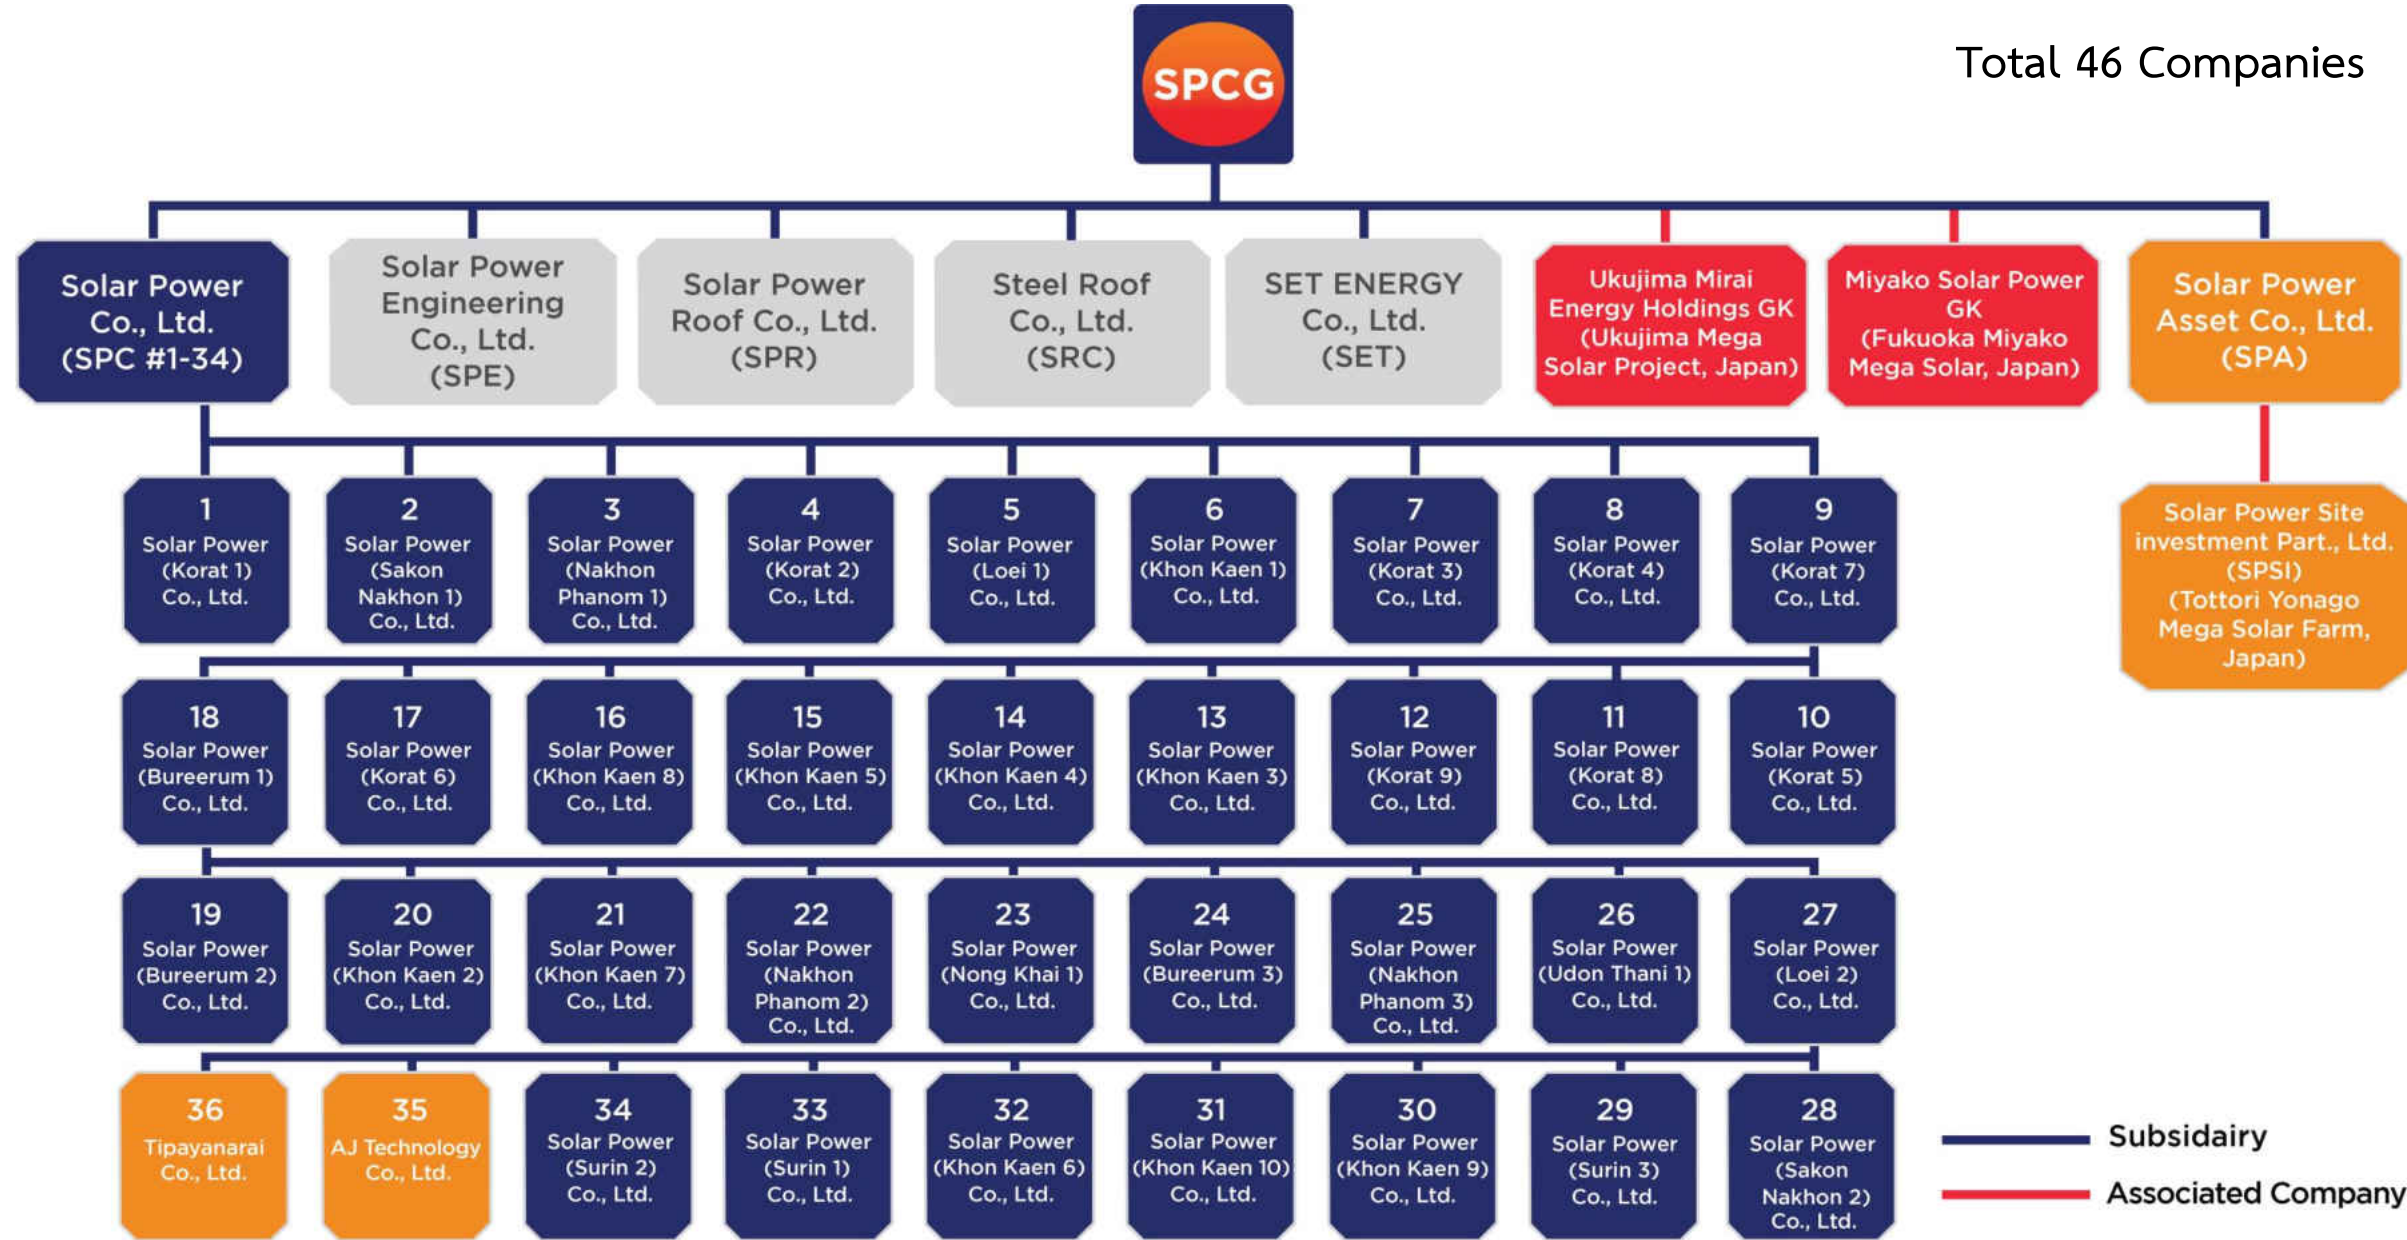 SPCG
Total 46 Companies
Solar Power
Co., Ltd.
(SPC #1-34)
Solar Power
Engineering
Co., Ltd.
(SPE)
Solar Power
Roof Co., Ltd.
(SPR)
Steel Roof
Co., Ltd.
(SRC)
SET ENERGY
Co., Ltd.
(SET)
Ukujima Mirai
Energy Holdings GK
(Ukujima Mega
Solar Project, Japan)
Miyako Solar Power
GK
(Fukuoka Miyako
Mega Solar, Japan)
Solar Power
Asset Co., Ltd.
(SPA)
1
Solar Power
(Korat 1)
Co., Ltd.
2
Solar Power
(Sakon
Nakhon 1)
Co., Ltd.
3
Solar Power
(Nakhon
Phanom 1)
Co., Ltd.
4
Solar Power
(Korat 2)
Co., Ltd.
5
Solar Power
(Loei 1)
Co., Ltd.
6
Solar Power
(Khon Kaen 1)
Co., Ltd.
7
Solar Power
(Korat 3)
Co., Ltd.
8
Solar Power
(Korat 4)
Co., Ltd.
9
Solar Power
(Korat 7)
Co., Ltd.
Solar Power Site
investment Part., Ltd.
(SPSI)
(Tottori Yonago
Mega Solar Farm,
Japan)
18
Solar Power
(Bureerum 1)
Co., Ltd.
17
Solar Power
(Korat 6)
Co., Ltd.
16
Solar Power
(Khon Kaen 8)
Co., Ltd.
15
Solar Power
(Khon Kaen 5)
Co., Ltd.
14
Solar Power
(Khon Kaen 4)
Co., Ltd.
13
Solar Power
(Khon Kaen 3)
Co., Ltd.
12
Solar Power
(Korat 9)
Co., Ltd.
11
Solar Power
(Korat 8)
Co., Ltd.
10
Solar Power
(Korat 5)
Co., Ltd.
19
Solar Power
(Bureerum 2)
Co., Ltd.
20
Solar Power
(Khon Kaen 2)
Co., Ltd.
21
Solar Power
(Khon Kaen 7)
Co., Ltd.
22
Solar Power
(Nakhon
Phanom 2)
Co., Ltd.
23
Solar Power
(Nong Khai 1)
Co., Ltd.
24
Solar Power
(Bureerum 3)
Co., Ltd.
25
Solar Power
(Nakhon
Phanom 3)
Co., Ltd.
26
Solar Power
(Udon Thani 1)
Co., Ltd.
27
Solar Power
(Loei 2)
Co., Ltd.
36
Tipayanarai
Co., Ltd.
35
AJ Technology
Co., Ltd.
34
Solar Power
(Surin 2)
Co., Ltd.
33
Solar Power
(Surin 1)
Co., Ltd.
32
Solar Power
(Khon Kaen 6)
Co., Ltd.
31
Solar Power
(Khon Kaen 10)
Co., Ltd.
30
Solar Power
(Khon Kaen 9)
Co., Ltd.
29
Solar Power
(Surin 3)
Co., Ltd.
28
Solar Power
(Sakon
Nakhon 2)
Co., Ltd.
Subsidairy
Associated Company